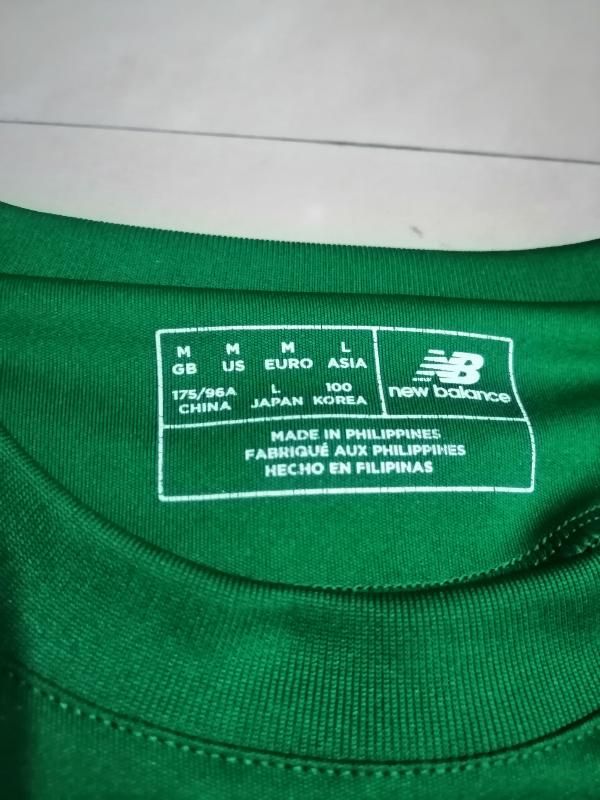 M M M L
GB US EURO ASIA
175/96A L 100
CHINA JAPAN KOREA
NB
new balance
MADE IN PHILIPPINES
FABRIQUÉ AUX PHILIPPINES
HECHO EN FILIPINAS